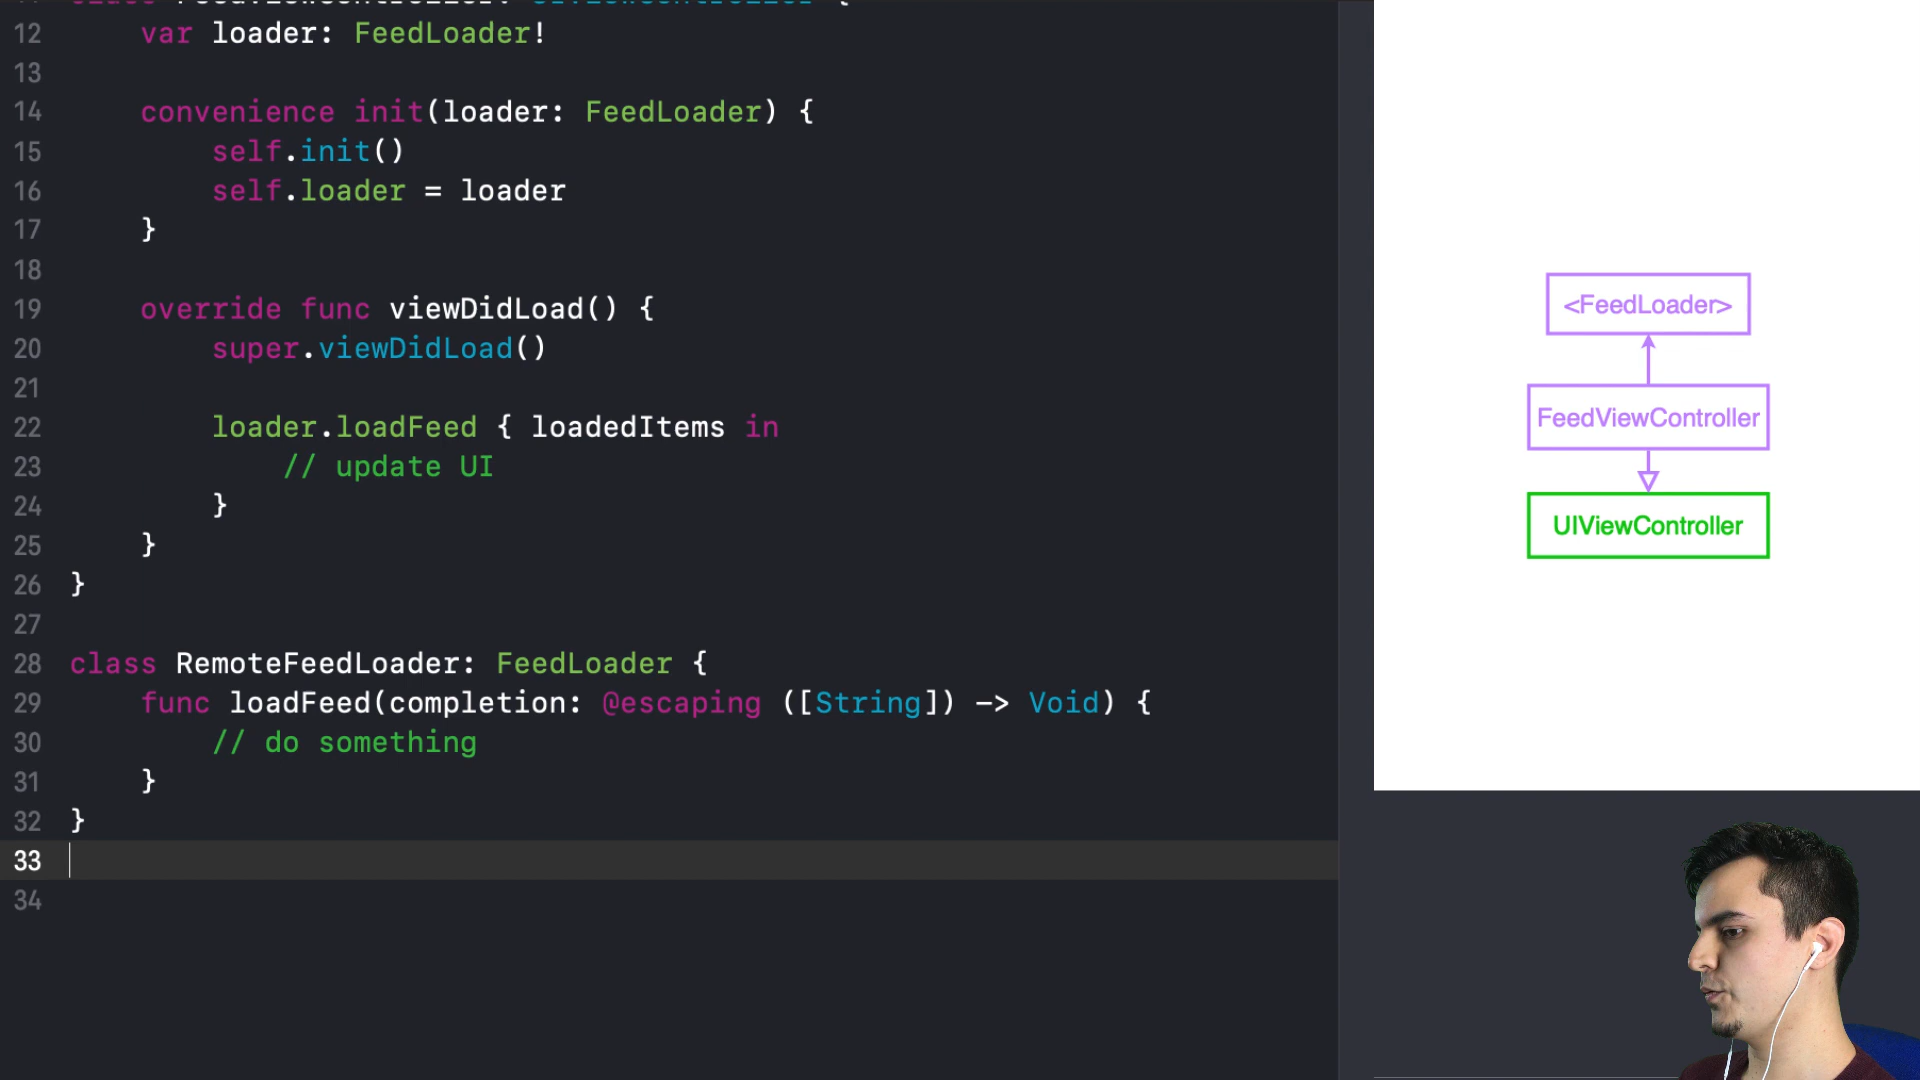 12 var loader: FeedLoader!
13
14 convenience init(loader: FeedLoader) {
15 self.init()
16 self.loader = loader
17 }
18
19 override func viewDidLoad() {
20 super.viewDidLoad()
21
22 loader.loadFeed { loadedItems in
23 // update UI
24 }
25 }
26 }
27
28 class RemoteFeedLoader: FeedLoader {
29 func loadFeed(completion: @escaping ([String]) -> Void) {
30 // do something
31 }
32 }
33
34
<FeedLoader>
FeedViewController
UIViewController